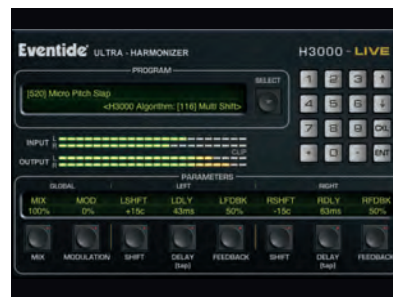 Eventide® ULTRA - HARMONIZER H3000 - LIVE
PROGRAM
SELECT
[520] Micro Pitch Slap
<H3000 Algorithm: [116] Multi Shift>
1 2 3 ↑
4 5 6 ↓
7 8 9 CXL
0 - ENT
INPUT L R
CLIP
OUTPUT L R
PARAMETERS
GLOBAL LEFT RIGHT
MIX MOD LSHFT LDLY LFDBK RSHFT RDLY RFDBK
100% 0% +15c 43ms 50% -15c 63ms 50%
MIX MODULATION SHIFT DELAY FEEDBACK SHIFT DELAY FEEDBACK
[tap] [tap]